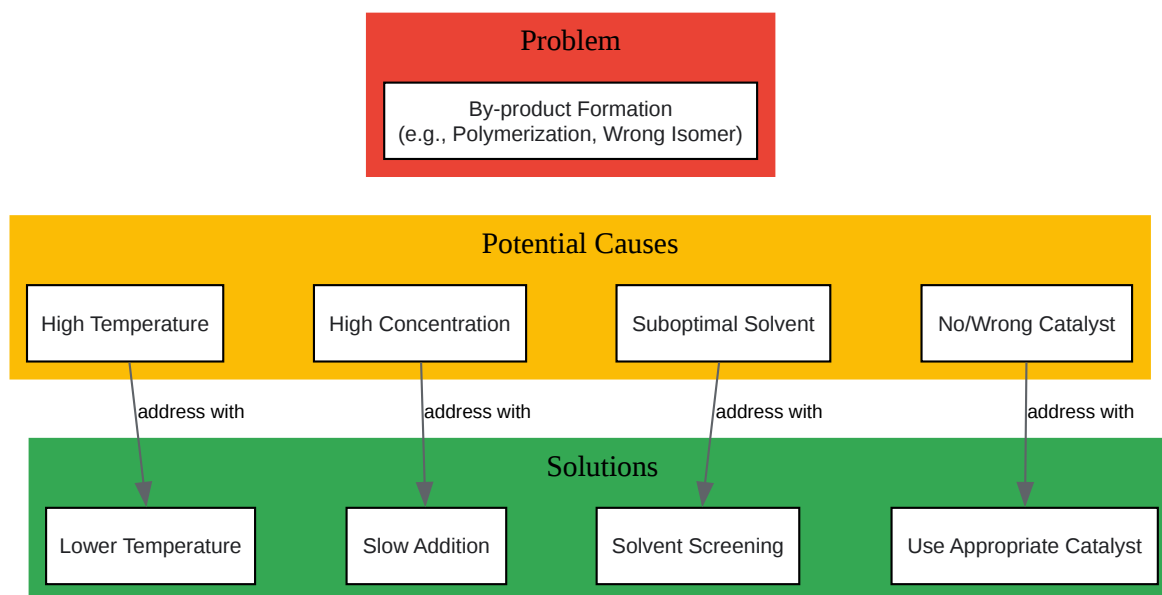 Problem
By-product Formation
(e.g., Polymerization, Wrong Isomer)
Potential Causes
High Temperature
High Concentration
Suboptimal Solvent
No/Wrong Catalyst
address with
address with
address with
address with
Solutions
Lower Temperature
Slow Addition
Solvent Screening
Use Appropriate Catalyst